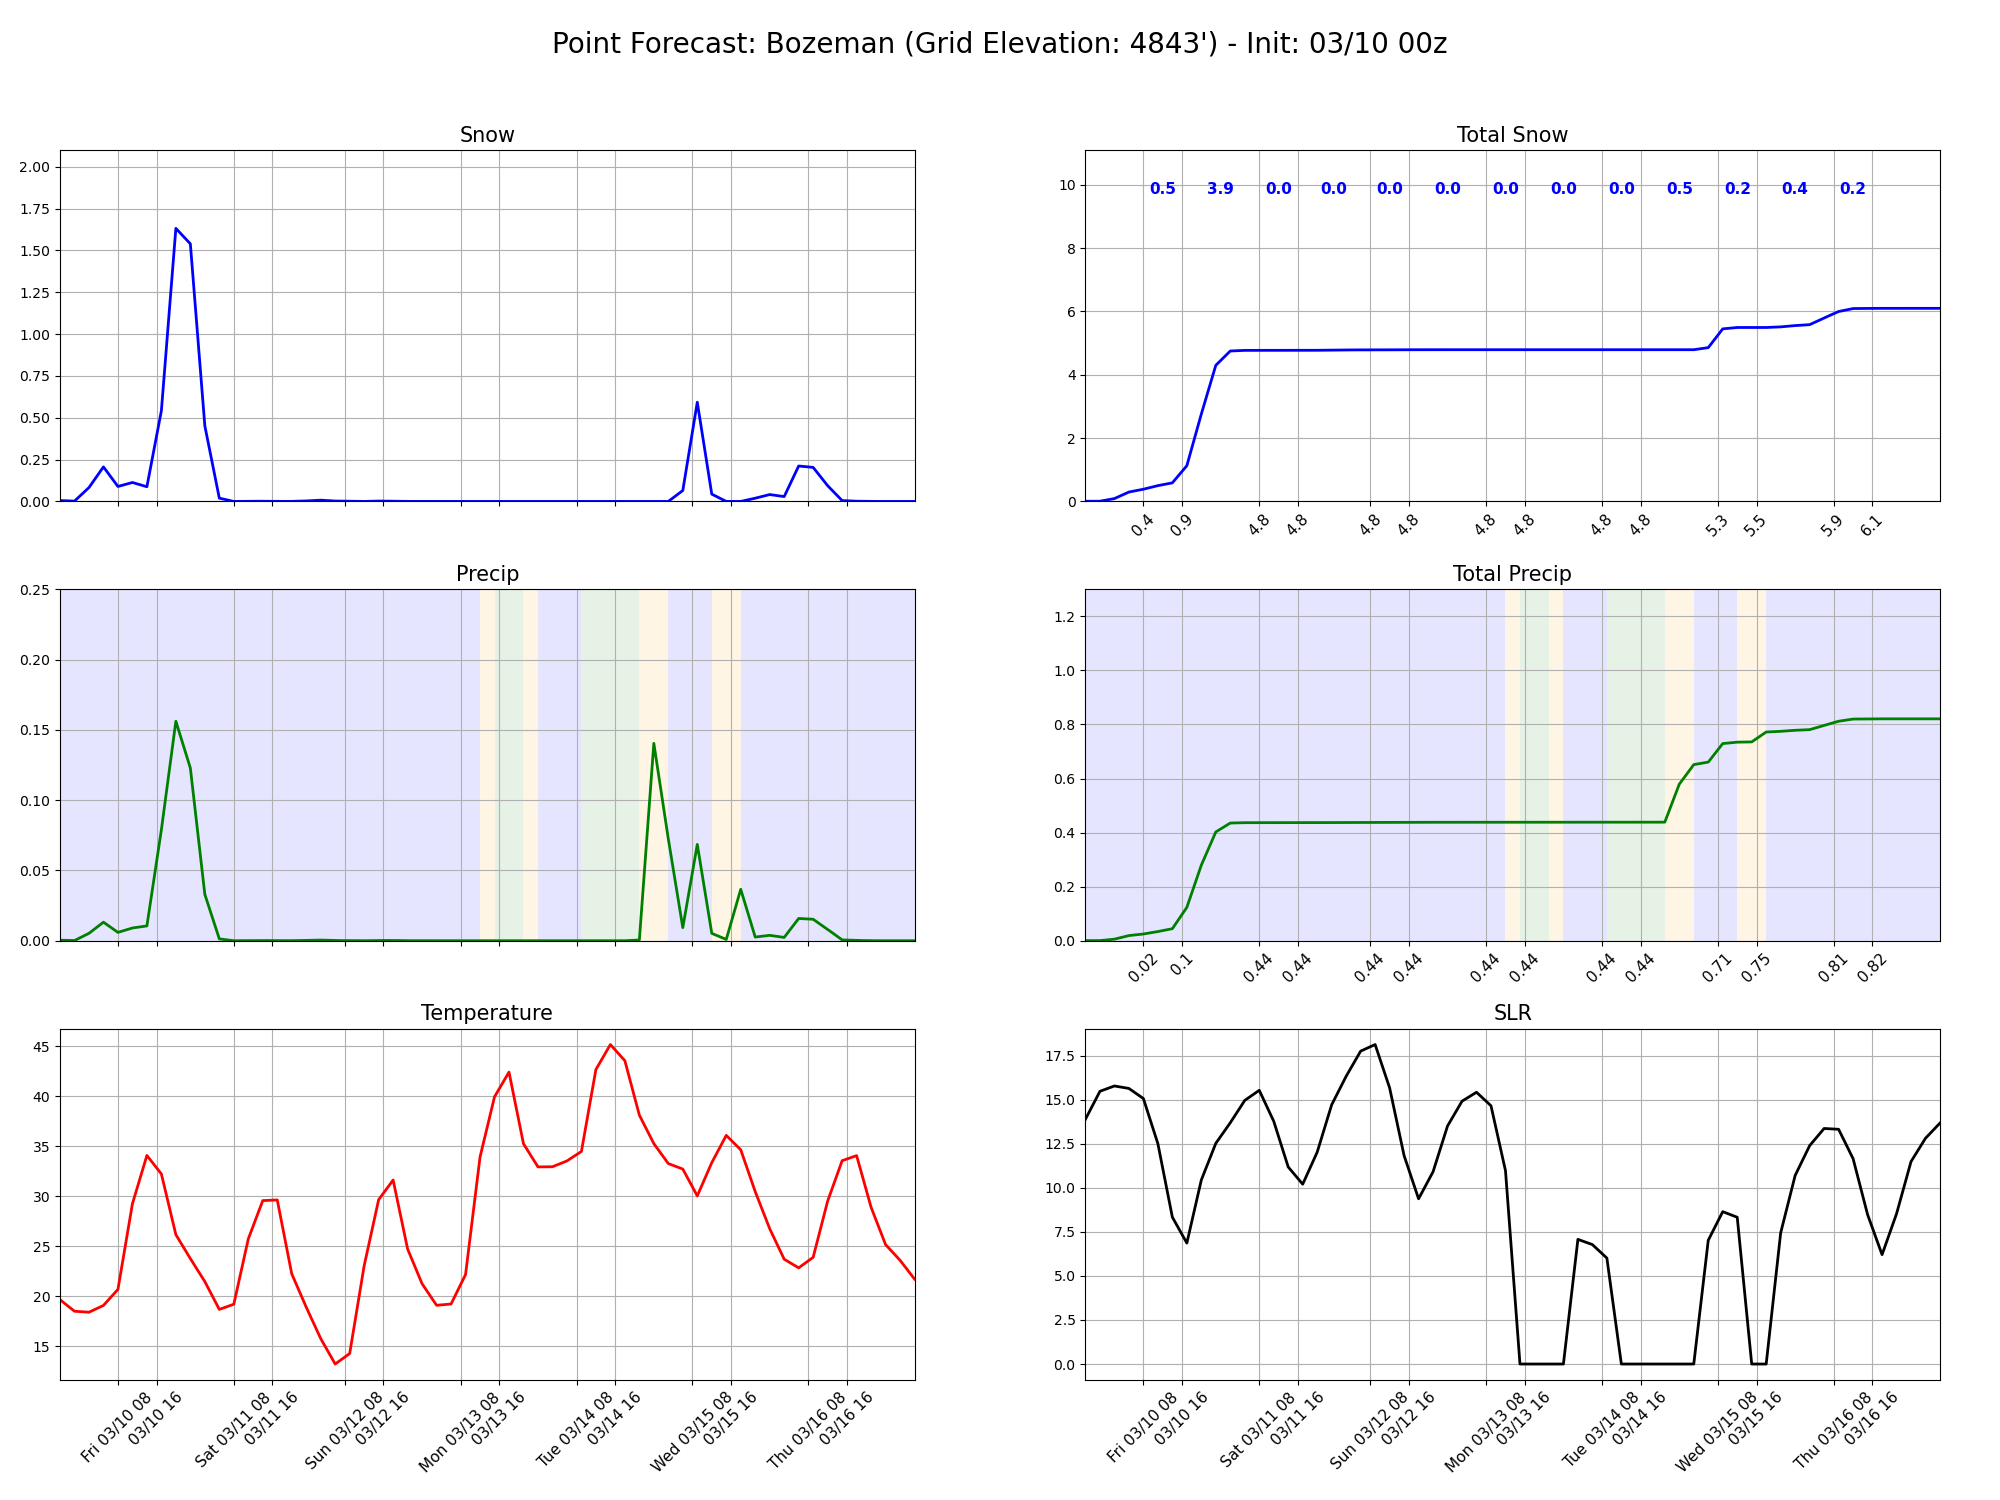 Point Forecast: Bozeman (Grid Elevation: 4843') - Init: 03/10 00z
Snow
2.00
1.75
1.50
1.25
1.00
0.75
0.50
0.25
0.00
Total Snow
10
8
6
4
2
0
0.5 3.9 0.0 0.0 0.0 0.0 0.0 0.0 0.0 0.5 0.2 0.4 0.2
0.4 0.9 4.8 4.8 4.8 4.8 4.8 4.8 4.8 4.8 5.3 5.5 5.9 6.1
Precip
0.25
0.20
0.15
0.10
0.05
0.00
Total Precip
1.2
1.0
0.8
0.6
0.4
0.2
0.0
0.02 0.1 0.44 0.44 0.44 0.44 0.44 0.44 0.44 0.44 0.71 0.75 0.81 0.82
Temperature
45
40
35
30
25
20
15
Fri 03/10 08
03/10 16
Sat 03/11 08
03/11 16
Sun 03/12 08
03/12 16
Mon 03/13 08
03/13 16
Tue 03/14 08
03/14 16
Wed 03/15 08
03/15 16
Thu 03/16 08
03/16 16
SLR
17.5
15.0
12.5
10.0
7.5
5.0
2.5
0.0
Fri 03/10 08
03/10 16
Sat 03/11 08
03/11 16
Sun 03/12 08
03/12 16
Mon 03/13 08
03/13 16
Tue 03/14 08
03/14 16
Wed 03/15 08
03/15 16
Thu 03/16 08
03/16 16